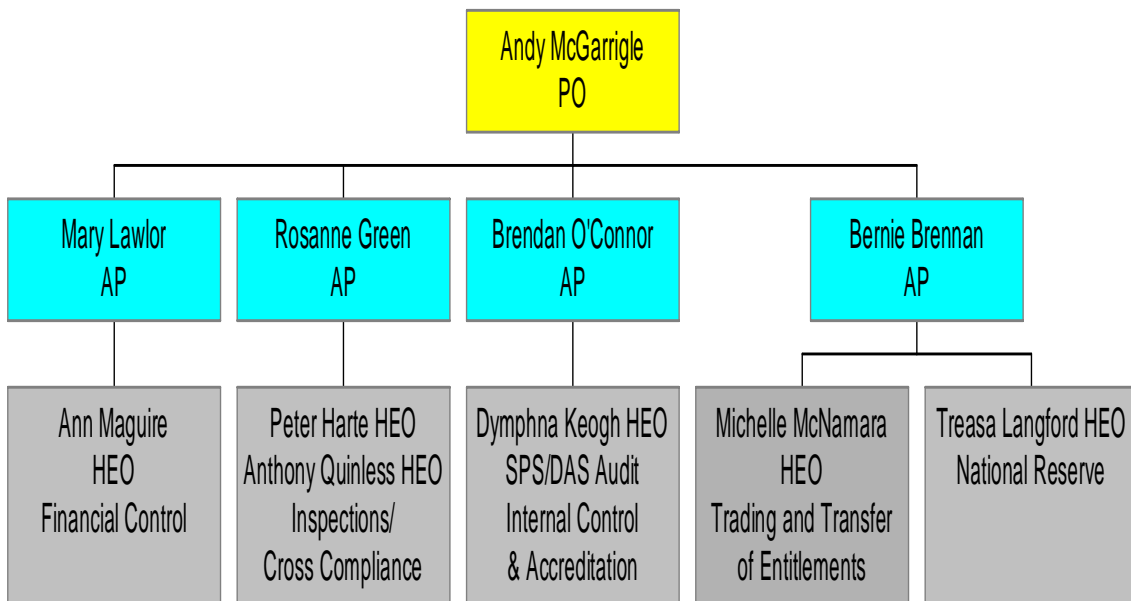 Andy McGarrigle
PO
Mary Lawlor
AP
Rosanne Green
AP
Brendan O'Connor
AP
Bernie Brennan
AP
Ann Maguire
HEO
Financial Control
Peter Harte HEO
Anthony Quinless HEO
Inspections/
Cross Compliance
Dymphna Keogh HEO
SPS/DAS Audit
Internal Control
& Accreditation
Michelle McNamara
HEO
Trading and Transfer
of Entitlements
Treasa Langford HEO
National Reserve